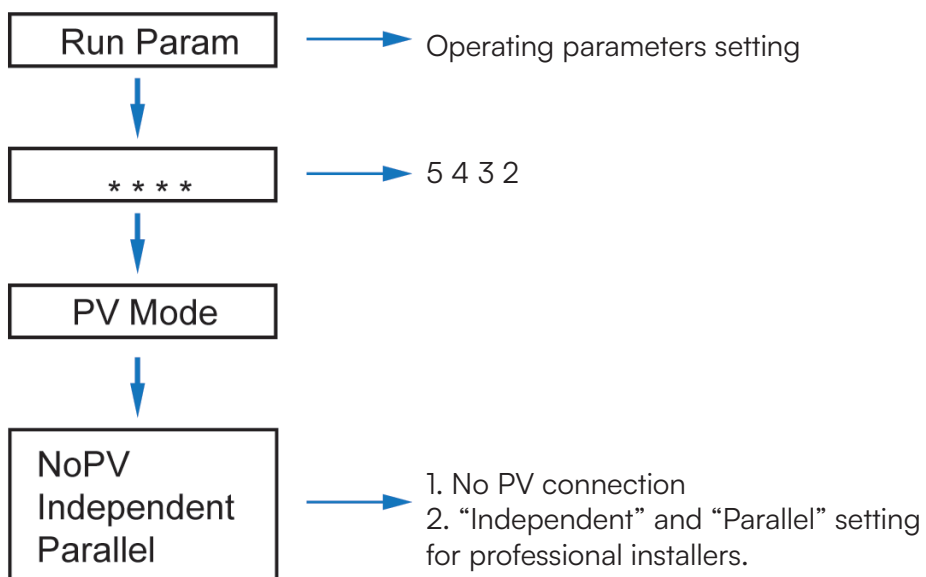 Run Param
Operating parameters setting
* * * *
5 4 3 2
PV Mode
NoPV
Independent
Parallel
1. No PV connection
2. “Independent” and “Parallel” setting
for professional installers.